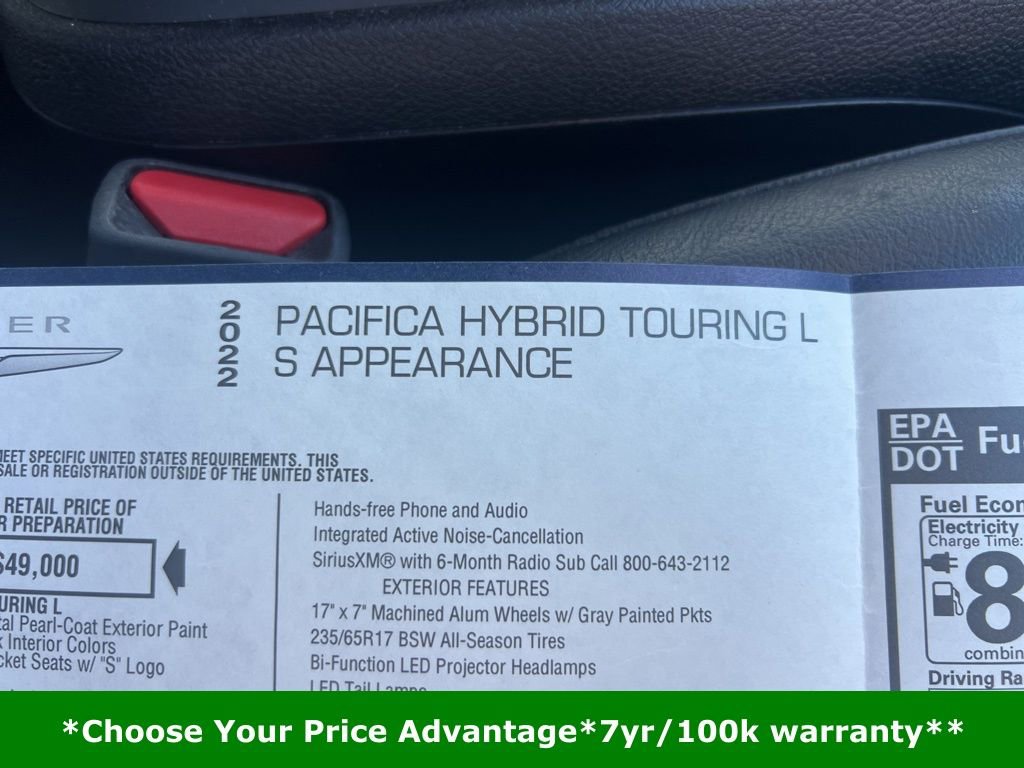 ER
2022
PACIFICA HYBRID TOURING L
S APPEARANCE
MEET SPECIFIC UNITED STATES REQUIREMENTS. THIS
SALE OR REGISTRATION OUTSIDE OF THE UNITED STATES.
RETAIL PRICE OF
R PREPARATION
$49,000
URING L
tal Pearl-Coat Exterior Paint
k Interior Colors
cket Seats w/ "S" Logo
Hands-free Phone and Audio
Integrated Active Noise-Cancellation
SiriusXM® with 6-Month Radio Sub Call 800-643-2112
EXTERIOR FEATURES
17" x 7" Machined Alum Wheels w/ Gray Painted Pkts
235/65R17 BSW All-Season Tires
Bi-Function LED Projector Headlamps
LED Tail Lamps
EPA
DOT
Fu
Fuel Econ
Electricity
Charge Time:
8
combin
Driving Ra
*Choose Your Price Advantage*7yr/100k warranty**